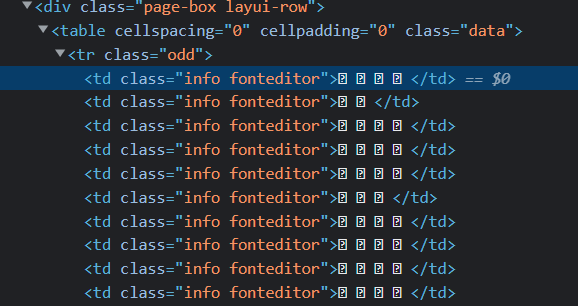 <div class="page-box layui-row">
<table cellspacing="0" cellpadding="0" class="data">
<tr class="odd">
<td class="info fonteditor"> </td> == $0
<td class="info fonteditor"> </td>
<td class="info fonteditor"> </td>
<td class="info fonteditor"> </td>
<td class="info fonteditor"> </td>
<td class="info fonteditor"> </td>
<td class="info fonteditor"> </td>
<td class="info fonteditor"> </td>
<td class="info fonteditor"> </td>
<td class="info fonteditor"> </td>